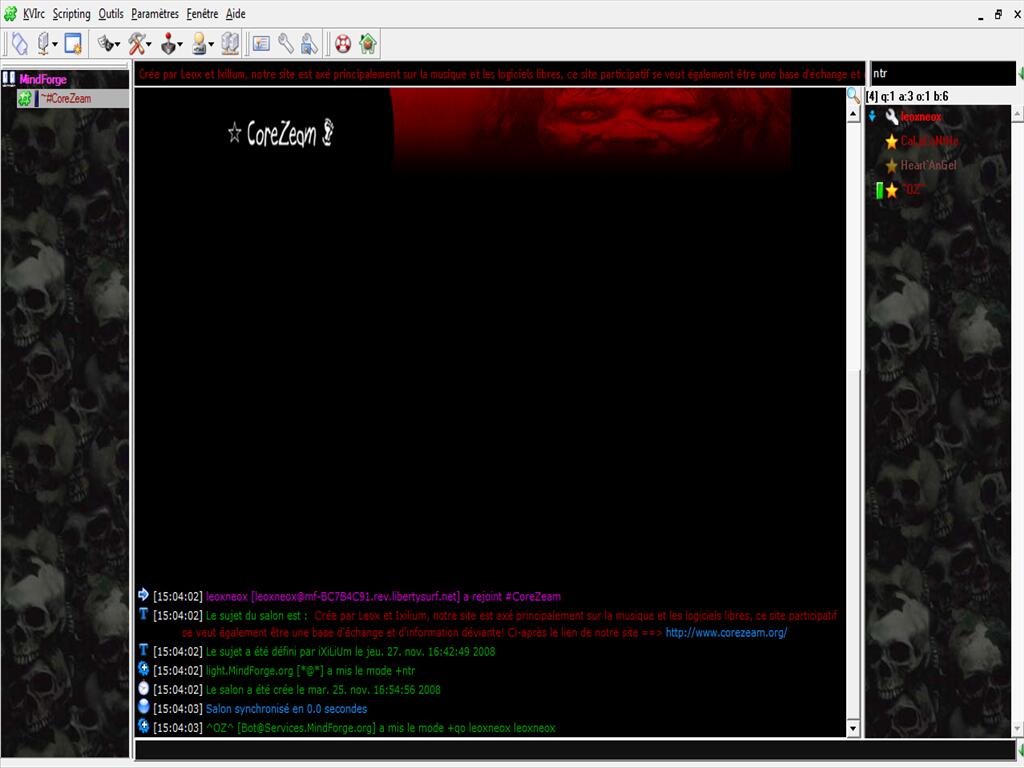 KVIrc Scripting Outils Paramètres Fenêtre Aide
MindForge
~#CoreZeam
Crée par Leox et Ixilium, notre site est axé principalement sur la musique et les logiciels libres, ce site participatif se veut également être une base d'échange et
ntr
[4] q:1 a:3 o:1 b:6
leoxneox
Heart`AnGel
^OZ^
☆ CoreZeam
[15:04:02] leoxneox [leoxneox@mf-BC7B4C91.rev.libertysurf.net] a rejoint #CoreZeam
[15:04:02] Le sujet du salon est : Crée par Leox et Ixilium, notre site est axé principalement sur la musique et les logiciels libres, ce site participatif
se veut également être une base d'échange et d'information déviante! Ci-après le lien de notre site ==> http://www.corezeam.org/
[15:04:02] Le sujet a été défini par iXiLiUm le jeu. 27. nov. 16:42:49 2008
[15:04:02] light.MindForge.org [*@*] a mis le mode +ntr
[15:04:02] Le salon a été crée le mar. 25. nov. 16:54:56 2008
[15:04:03] Salon synchronisé en 0.0 secondes
[15:04:03] ^OZ^ [Bot@Services.MindForge.org] a mis le mode +qo leoxneox leoxneox